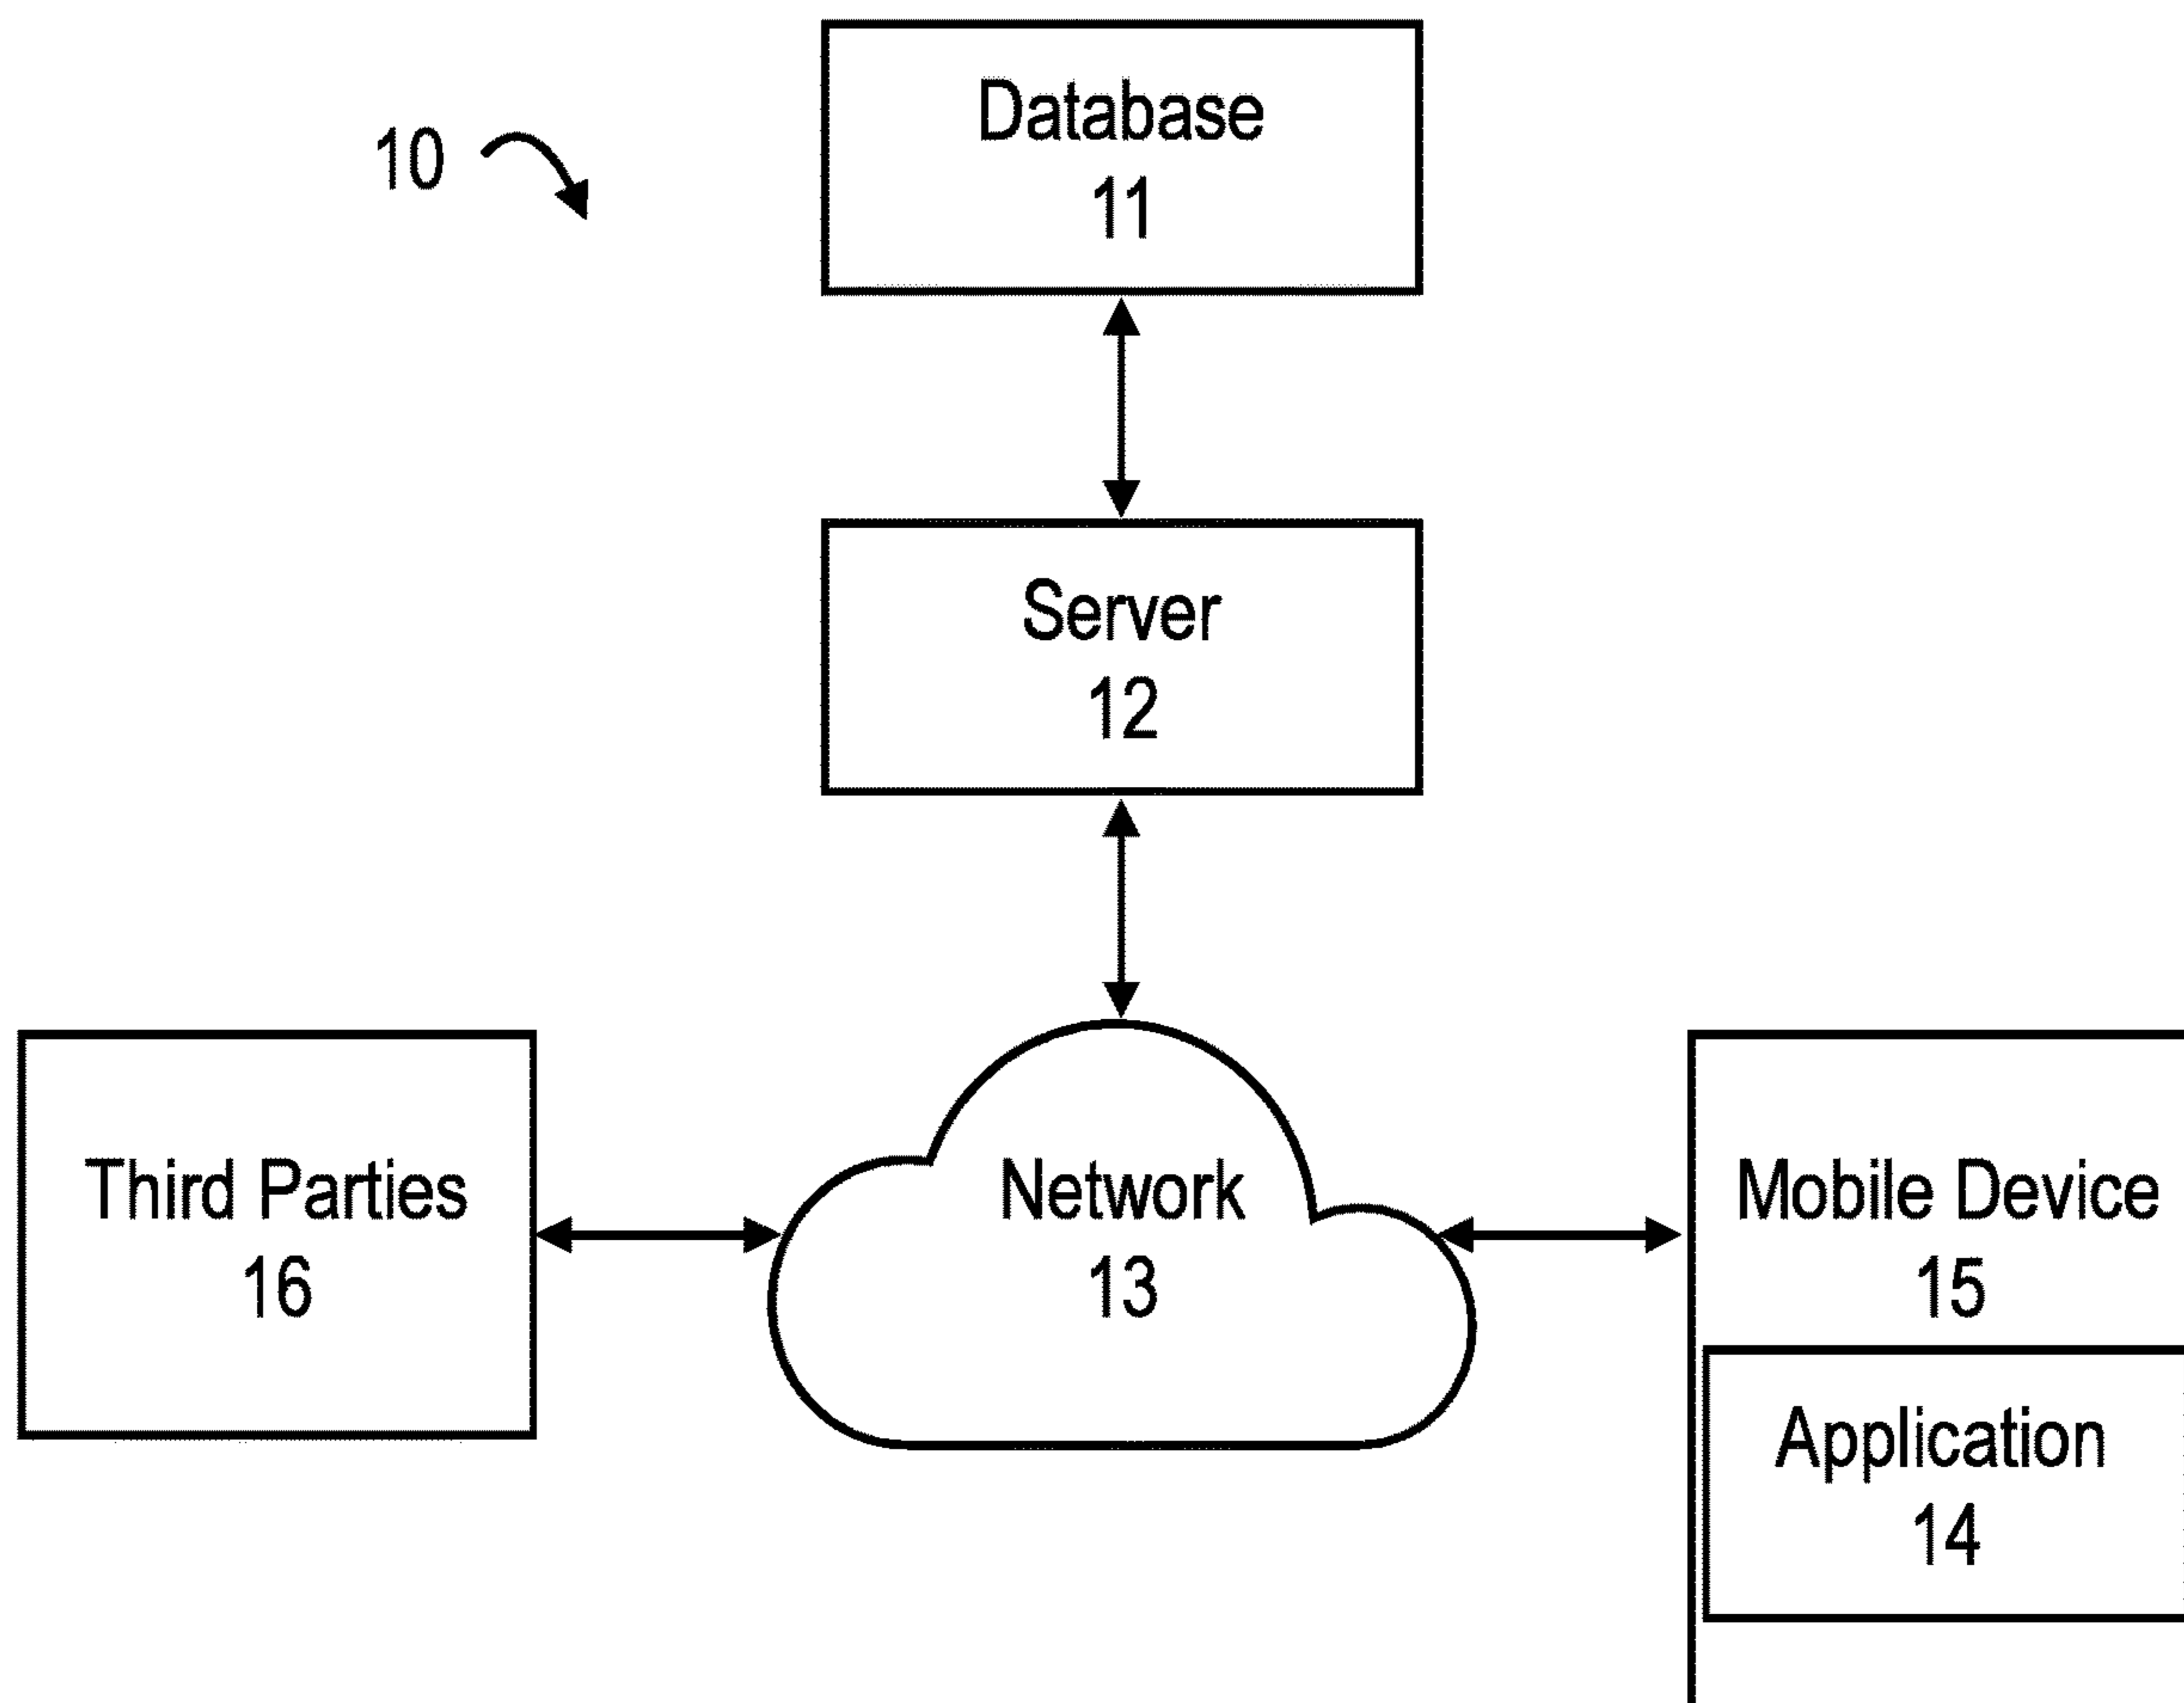 10
Database
11
Server
12
Third Parties
16
Network
13
Mobile Device
15
Application
14